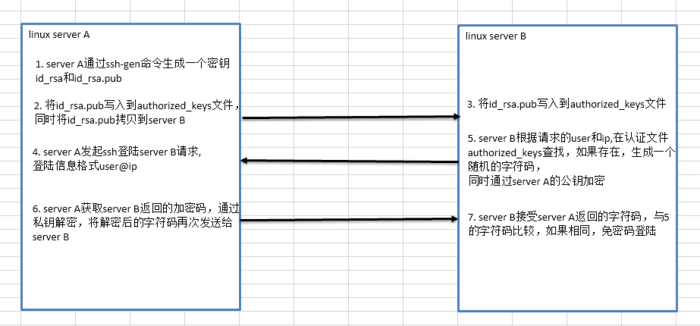 linux server A
1. server A通过ssh-gen命令生成一个密钥
id_rsa和id_rsa.pub
2. 将id_rsa.pub写入到authorized_keys文件，
同时将id_rsa.pub拷贝到server B
4. server A发起ssh登陆server B请求,
登陆信息格式user@ip
6. server A获取server B返回的加密码，通过
私钥解密，将解密后的字符码再次发送给
server B
linux server B
3. 将id_rsa.pub写入到authorized_keys文件
5. server B根据请求的user和ip,在认证文件
authorized_keys查找，如果存在，生成一个
随机的字符码，
同时通过server A的公钥加密
7. server B接受server A返回的字符码，与5
的字符码比较，如果相同，免密码登陆